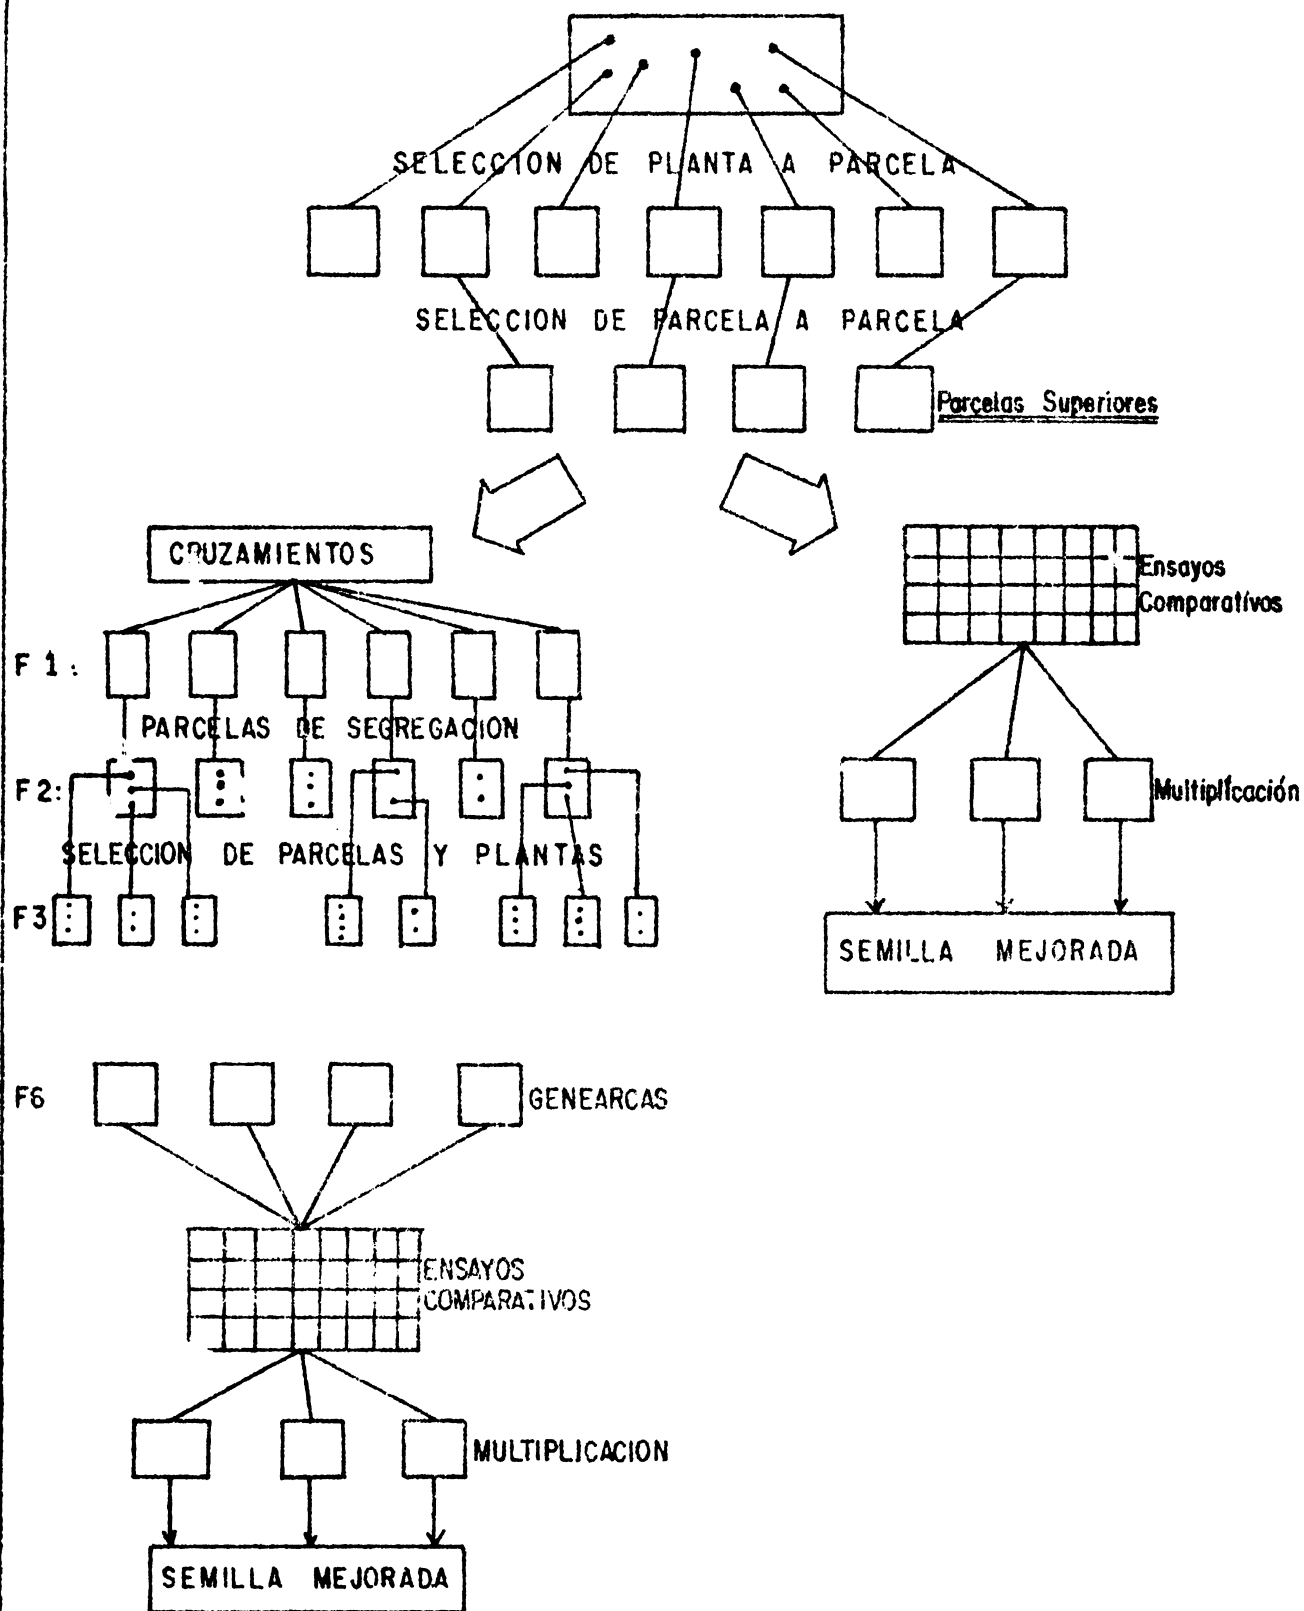 SELECCION DE PLANTA A PARCELA
SELECCION DE PARCELA A PARCELA
Parcelas Superiores
CRUZAMIENTOS
Ensayos
Comparativos
F 1 :
PARCELAS DE SEGREGACION
F 2:
Multiplicación
SELECCION DE PARCELAS Y PLANTAS
F3
SEMILLA MEJORADA
F6
GENEARCAS
ENSAYOS
COMPARATIVOS
MULTIPLICACION
SEMILLA MEJORADA